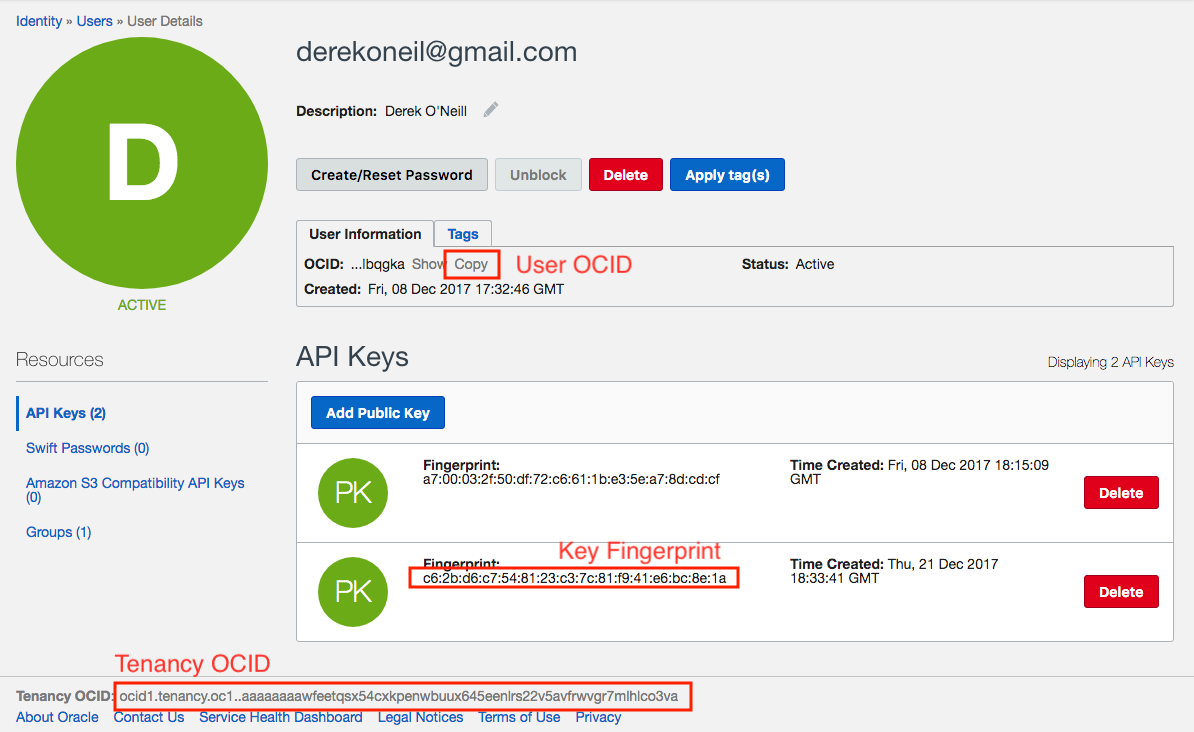 Identity » Users » User Details
D
ACTIVE
derekoneil@gmail.com
Description: Derek O'Neill
Create/Reset Password
Unblock
Delete
Apply tag(s)
User Information
Tags
OCID: ...lbqgka Show Copy
User OCID
Status: Active
Created: Fri, 08 Dec 2017 17:32:46 GMT
Resources
API Keys (2)
Swift Passwords (0)
Amazon S3 Compatibility API Keys
(0)
Groups (1)
API Keys
Displaying 2 API Keys
Add Public Key
PK
Fingerprint:
a7:00:03:2f:50:df:72:c6:61:1b:e3:5e:a7:8d:cd:cf
Time Created: Fri, 08 Dec 2017 18:15:09
GMT
Delete
Key Fingerprint
PK
Fingerprint:
c6:2b:d6:c7:54:81:23:c3:7c:81:f9:41:e6:bc:8e:1a
Time Created: Thu, 21 Dec 2017
18:33:41 GMT
Delete
Tenancy OCID
Tenancy OCID: ocid1.tenancy.oc1..aaaaaaaawfeetqsx54cxkpenwbuux645eenlrs22v5avfrwvgr7mlhlco3va
About Oracle
Contact Us
Service Health Dashboard
Legal Notices
Terms of Use
Privacy